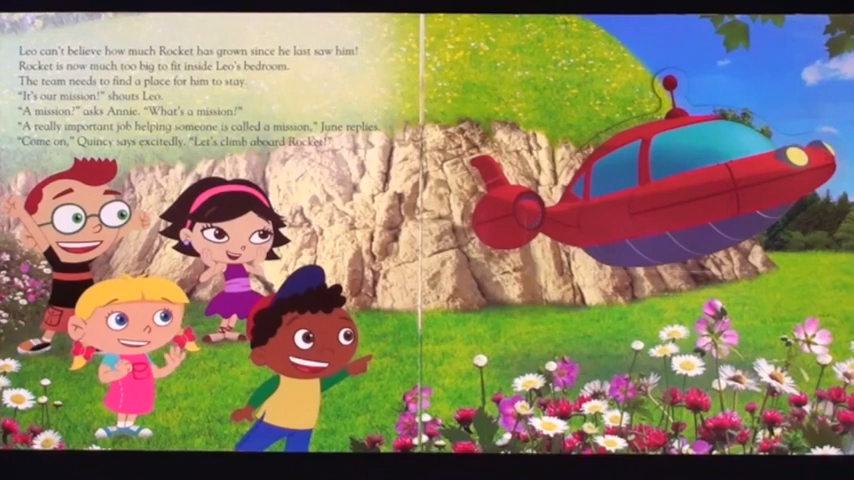 Leo can't believe how much Rocket has grown since he last saw him!
Rocket is now much too big to fit inside Leo's bedroom.
The team needs to find a place for him to stay.
"It's our mission!" shouts Leo.
"A mission?" asks Annie. "What's a mission?"
"A really important job helping someone is called a mission," June replies.
"Come on," Quincy says excitedly. "Let's climb aboard Rocket!"